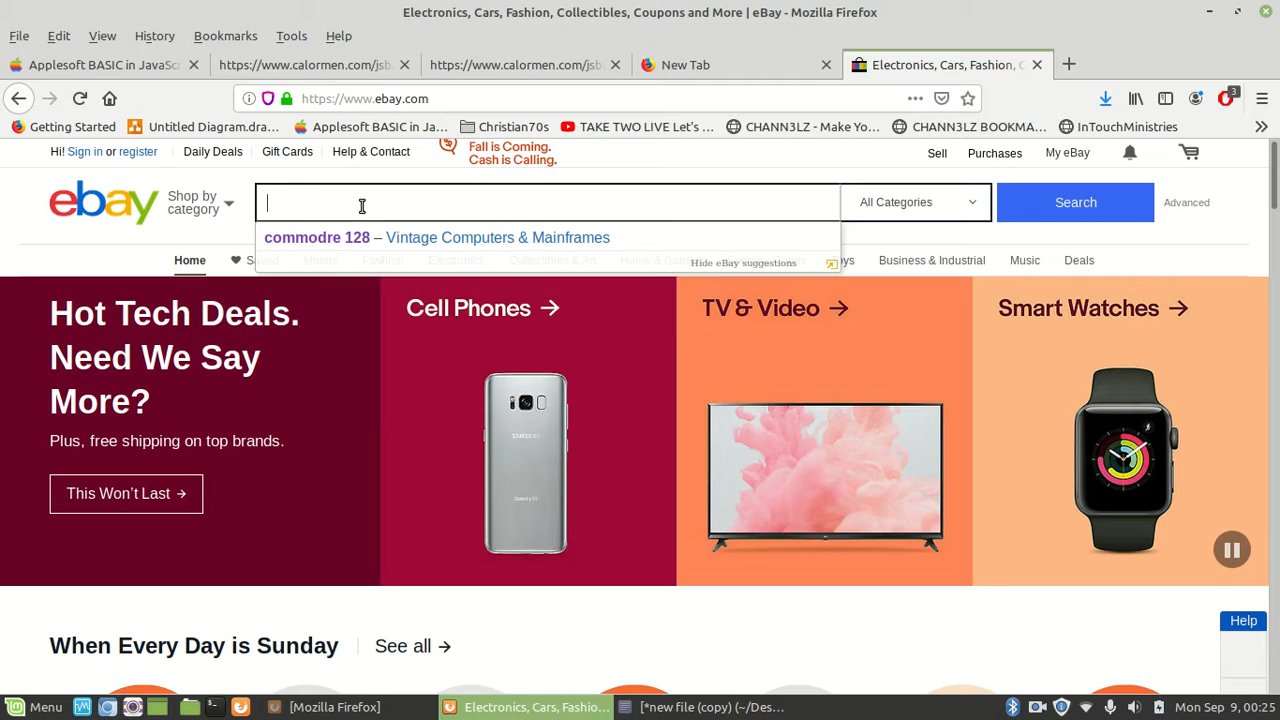 Electronics, Cars, Fashion, Collectibles, Coupons and More | eBay - Mozilla Firefox
File Edit View History Bookmarks Tools Help
Applesoft BASIC in JavaSc
https://www.calormen.com/jsb
https://www.calormen.com/jsb
New Tab
Electronics, Cars, Fashion, C
https://www.ebay.com
3
Getting Started
Untitled Diagram.dra...
Applesoft BASIC in Ja...
Christian70s
TAKE TWO LIVE Let's ...
CHANN3LZ - Make Yo...
CHANN3LZ BOOKMA...
InTouchMinistries
Hi! Sign in or register
Daily Deals
Gift Cards
Help & Contact
Fall is Coming.
Cash is Calling.
Sell
Purchases
My eBay
ebay
Shop by
category
All Categories
Search
Advanced
commodre 128 – Vintage Computers & Mainframes
Hide eBay suggestions
Home
Saved
Motors
Fashion
Electronics
Collectibles & Art
Business & Industrial
Music
Deals
Hot Tech Deals.
Need We Say
More?
Plus, free shipping on top brands.
This Won't Last →
Cell Phones →
TV & Video →
Smart Watches →
SAMSUNG
When Every Day is Sunday
See all →
Help
Menu
[Mozilla Firefox]
Electronics, Cars, Fashio...
[*new file (copy) (~/Des...
Mon Sep 9, 00:25